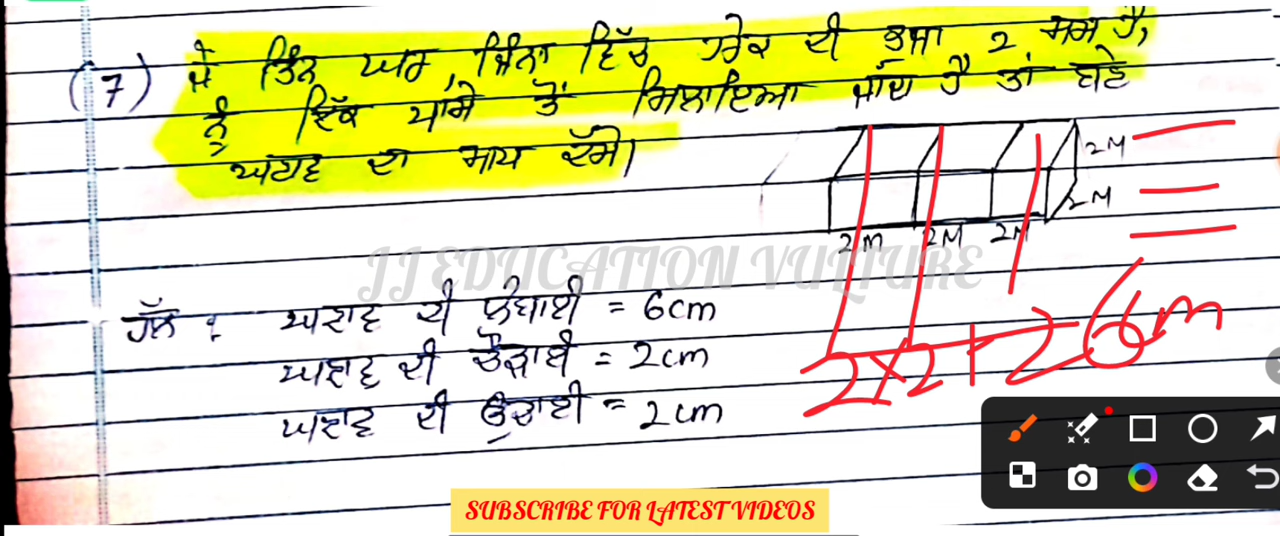 (7) ਜੇ ਤਿੰਨ ਘਣ, ਜਿੰਨਾ ਵਿੱਚ ਹਰੇਕ ਦੀ ਭੁਜਾ 2 ਸਮ ਹੈ,
ਨੂੰ ਇੱਕ ਪਾਸੇ ਤੋਂ ਮਿਲਾਇਆ ਜਾਂਦਾ ਹੈ ਤਾਂ ਬਣੇ
ਘਣਾਵ ਦਾ ਮਾਪ ਦੱਸੋ।
2M
2M
2M 2M 2M
JJ EDUCATION VULTURE
ਹੱਲ : ਘਣਾਵ ਦੀ ਲੰਬਾਈ = 6cm
ਘਣਾਵ ਦੀ ਚੌੜਾਈ = 2cm
ਘਣਾਵ ਦੀ ਉਚਾਈ = 2cm
2×2+2 6m
SUBSCRIBE FOR LATEST VIDEOS